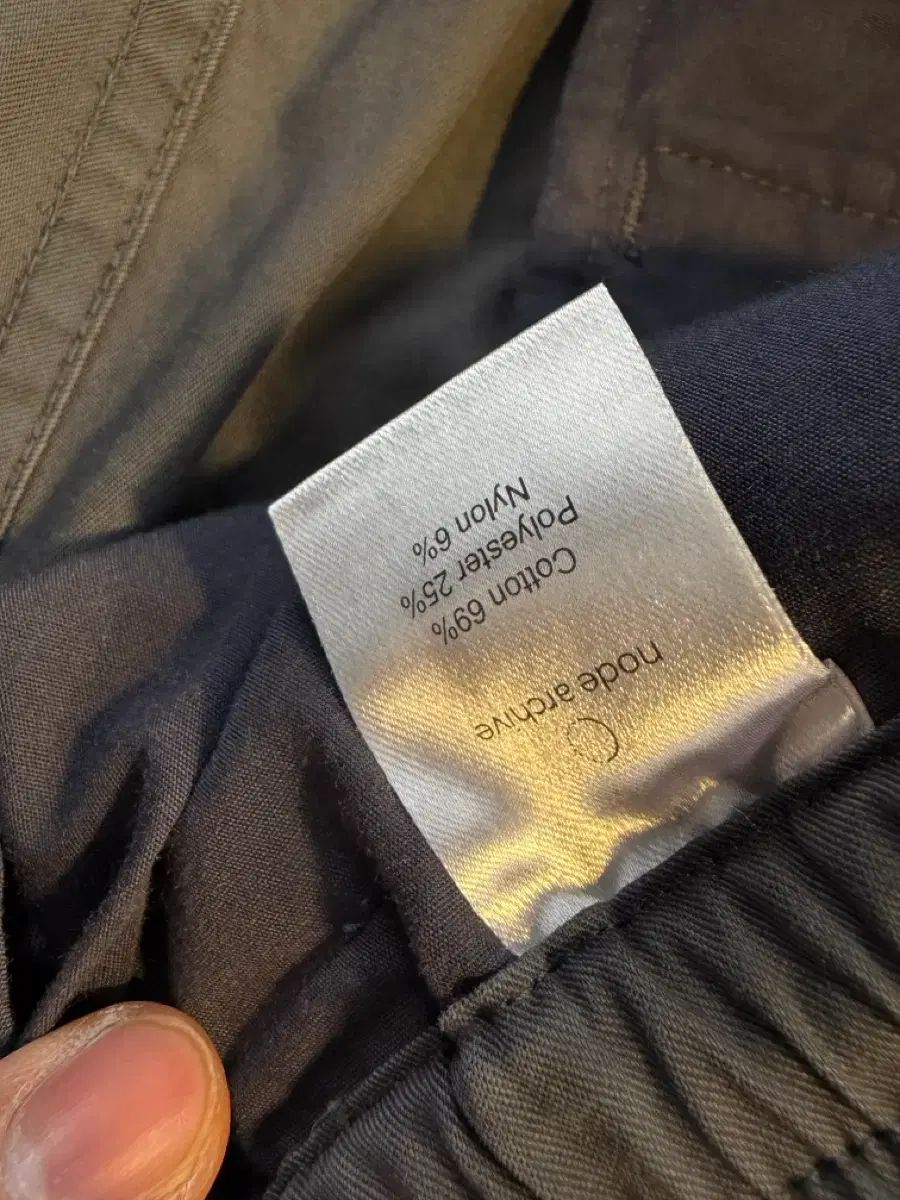 node archive
Cotton 69%
Polyester 25%
Nylon 6%